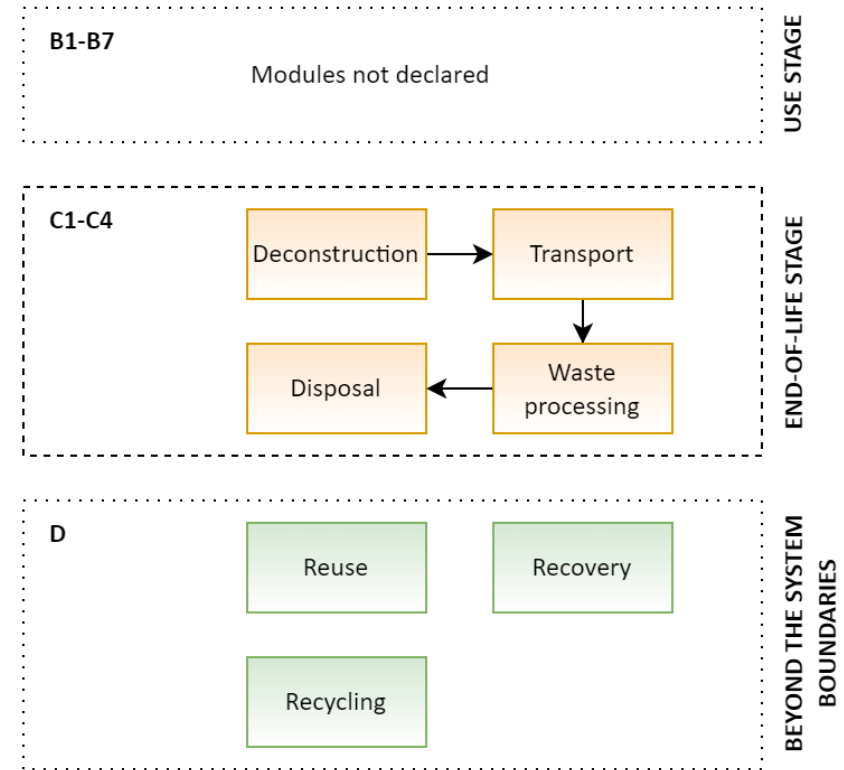 B1-B7
Modules not declared
USE STAGE
C1-C4
Deconstruction
Transport
Disposal
Waste
processing
END-OF-LIFE STAGE
D
Reuse
Recovery
Recycling
BEYOND THE SYSTEM
BOUNDARIES